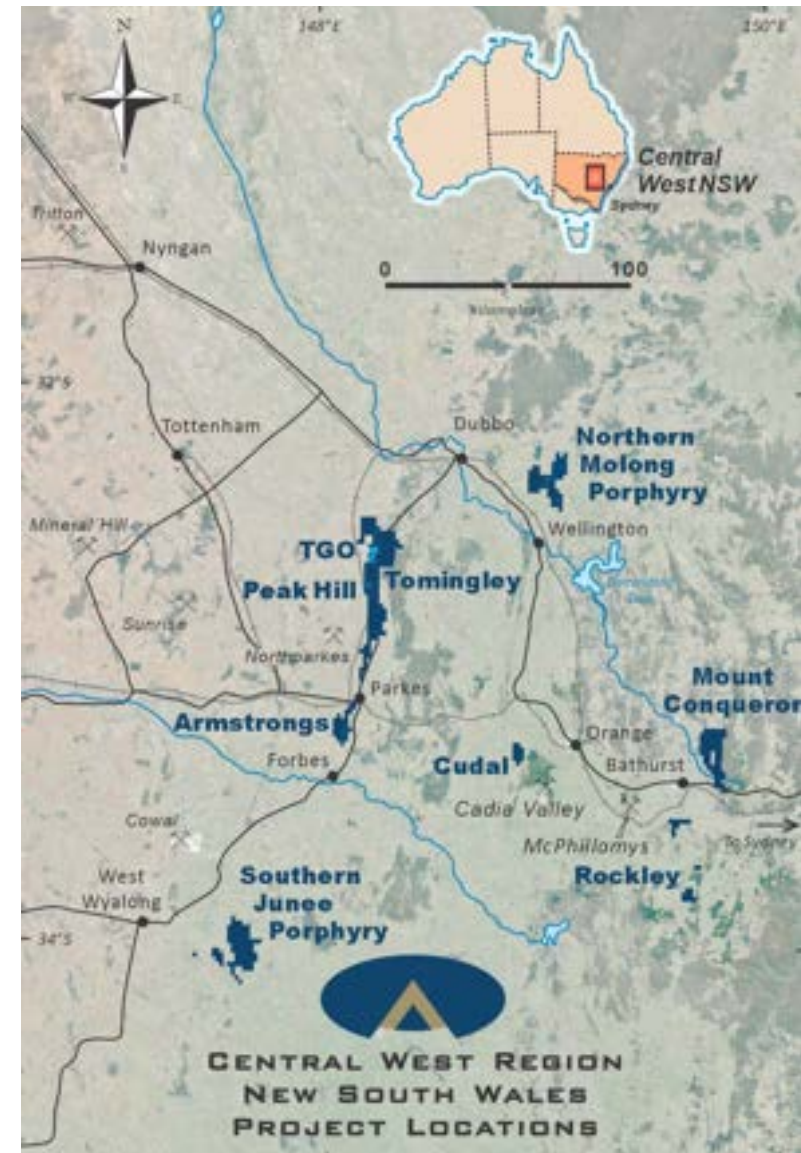 148°E
150°E
N
W
E
S
Central
West NSW
Sydney
Tritton
Nyngan
0
100
kilometres
32°S
Tottenham
Dubbo
Northern
Molong
Porphyry
Mineral Hill
Wellington
TGO
Tomingley
Peak Hill
Sunrise
Northparkes
Mount
Conqueror
Parkes
Armstrongs
Orange
Forbes
Cudal
Bathurst
Cadia Valley
Cowal
McPhillamys
To Sydney
West
Wyalong
Southern
Junee
Porphyry
Rockley
34°S
CENTRAL WEST REGION
NEW SOUTH WALES
PROJECT LOCATIONS